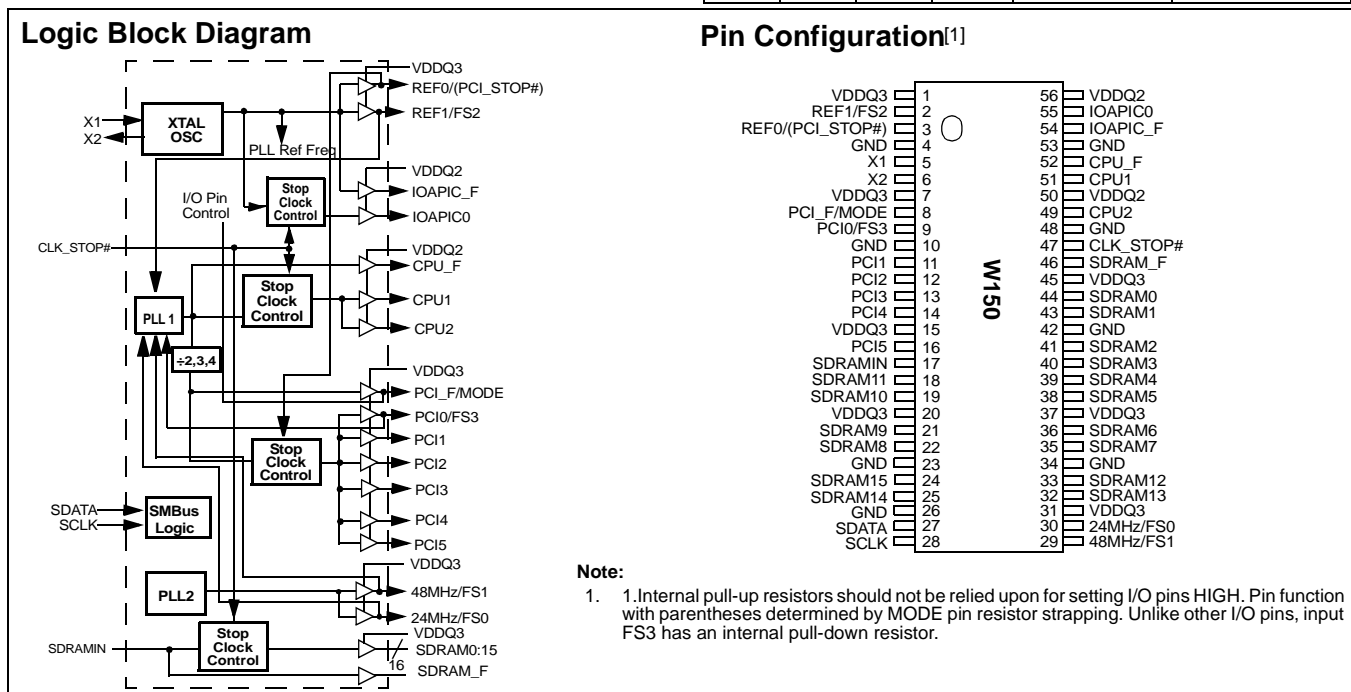 Logic Block Diagram
VDDQ3
REF0/(PCI_STOP#)
REF1/FS2
X1
X2
XTAL
OSC
PLL Ref Freq
VDDQ2
IOAPIC_F
IOAPIC0
I/O Pin
Control
Stop
Clock
Control
CLK_STOP#
VDDQ2
CPU_F
CPU1
CPU2
Stop
Clock
Control
PLL 1
÷2,3,4
VDDQ3
PCI_F/MODE
PCI0/FS3
PCI1
PCI2
PCI3
PCI4
PCI5
Stop
Clock
Control
SDATA
SCLK
SMBus
Logic
VDDQ3
48MHz/FS1
24MHz/FS0
PLL2
VDDQ3
SDRAM0:15
16
SDRAM_F
Stop
Clock
Control
SDRAMIN
Pin Configuration[1]
VDDQ3 1 56 VDDQ2
REF1/FS2 2 55 IOAPIC0
REF0/(PCI_STOP#) 3 54 IOAPIC_F
GND 4 53 GND
X1 5 52 CPU_F
X2 6 51 CPU1
VDDQ3 7 50 VDDQ2
PCI_F/MODE 8 49 CPU2
PCI0/FS3 9 48 GND
GND 10 47 CLK_STOP#
PCI1 11 46 SDRAM_F
PCI2 12 45 VDDQ3
PCI3 13 44 SDRAM0
PCI4 14 43 SDRAM1
VDDQ3 15 42 GND
PCI5 16 41 SDRAM2
SDRAMIN 17 40 SDRAM3
SDRAM11 18 39 SDRAM4
SDRAM10 19 38 SDRAM5
VDDQ3 20 37 VDDQ3
SDRAM9 21 36 SDRAM6
SDRAM8 22 35 SDRAM7
GND 23 34 GND
SDRAM15 24 33 SDRAM12
SDRAM14 25 32 SDRAM13
GND 26 31 VDDQ3
SDATA 27 30 24MHz/FS0
SCLK 28 29 48MHz/FS1
W150
Note:
1. 1.Internal pull-up resistors should not be relied upon for setting I/O pins HIGH. Pin function
with parentheses determined by MODE pin resistor strapping. Unlike other I/O pins, input
FS3 has an internal pull-down resistor.